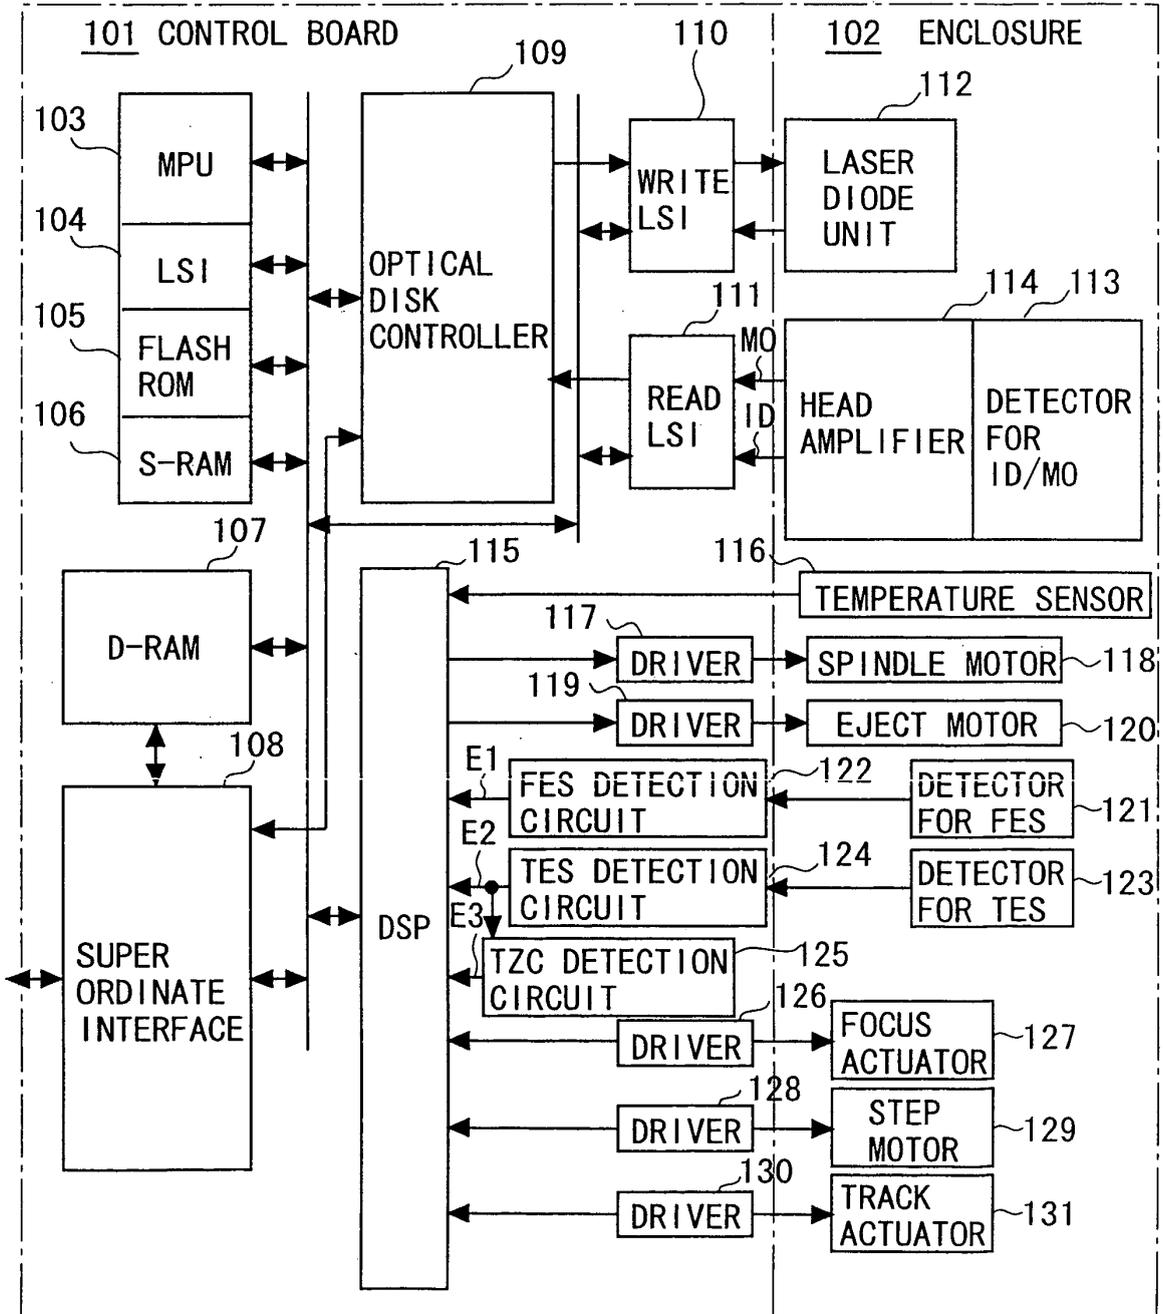 101 CONTROL BOARD
102 ENCLOSURE
103
MPU
104
LSI
105
FLASH
ROM
106
S-RAM
107
D-RAM
108
SUPER
ORDINATE
INTERFACE
109
OPTICAL
DISK
CONTROLLER
110
WRITE
LSI
111
READ
LSI
MO
ID
112
LASER
DIODE
UNIT
114
HEAD
AMPLIFIER
113
DETECTOR
FOR
ID/MO
115
DSP
116
TEMPERATURE SENSOR
117
DRIVER
SPINDLE MOTOR
118
119
DRIVER
EJECT MOTOR
120
E1
FES DETECTION
CIRCUIT
122
DETECTOR
FOR FES
121
E2
TES DETECTION
CIRCUIT
124
DETECTOR
FOR TES
123
E3
TZC DETECTION
CIRCUIT
125
126
DRIVER
FOCUS
ACTUATOR
127
128
DRIVER
STEP
MOTOR
129
130
DRIVER
TRACK
ACTUATOR
131